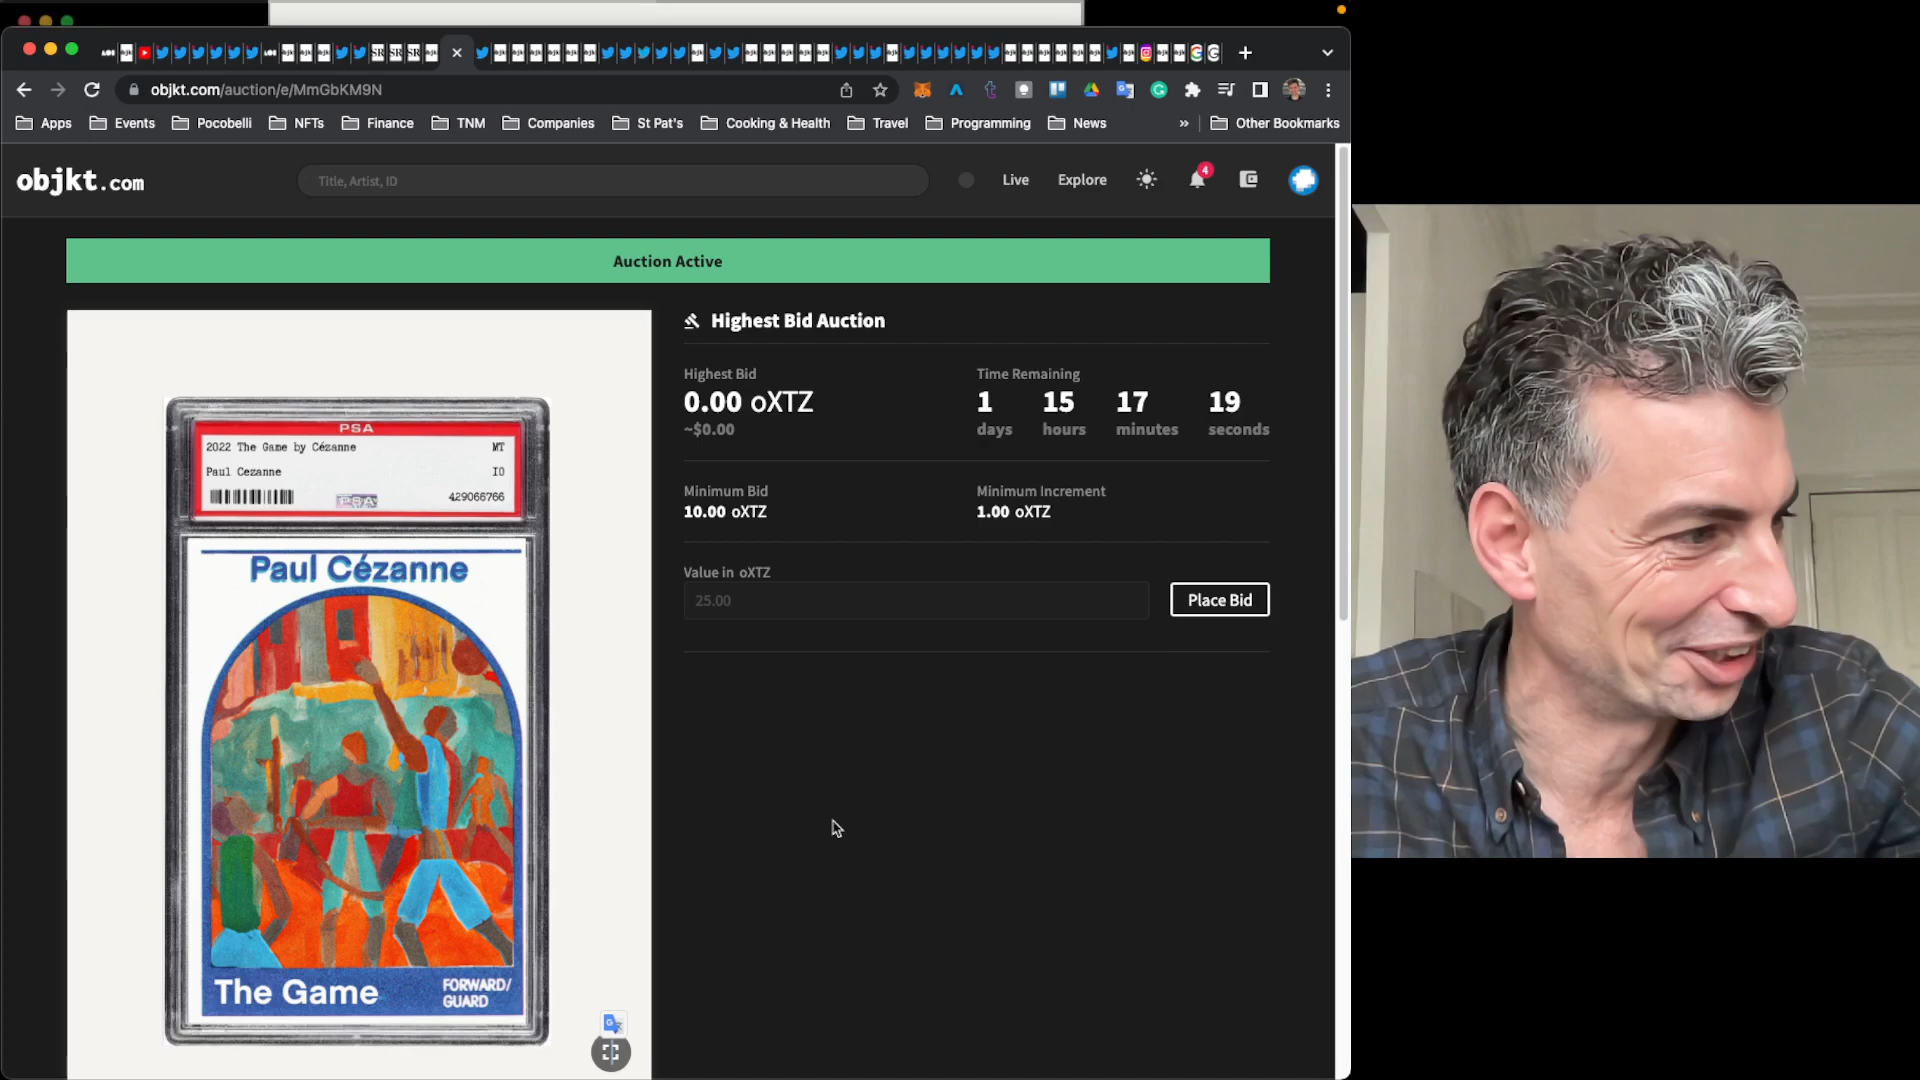 objkt.com/auction/e/MmGbKM9N
Apps Events Pocobelli NFTs Finance TNM Companies St Pat's Cooking & Health Travel Programming News » Other Bookmarks
objkt.com Title, Artist, ID Live Explore 4
Auction Active
Highest Bid Auction
Highest Bid Time Remaining
0.00 oXTZ 1 15 17 19
~$0.00 days hours minutes seconds
Minimum Bid Minimum Increment
10.00 oXTZ 1.00 oXTZ
Value in oXTZ
25.00 Place Bid
PSA
2022 The Game by Cézanne MT
Paul Cezanne 10
PSA 429066766
Paul Cézanne
The Game FORWARD/
GUARD